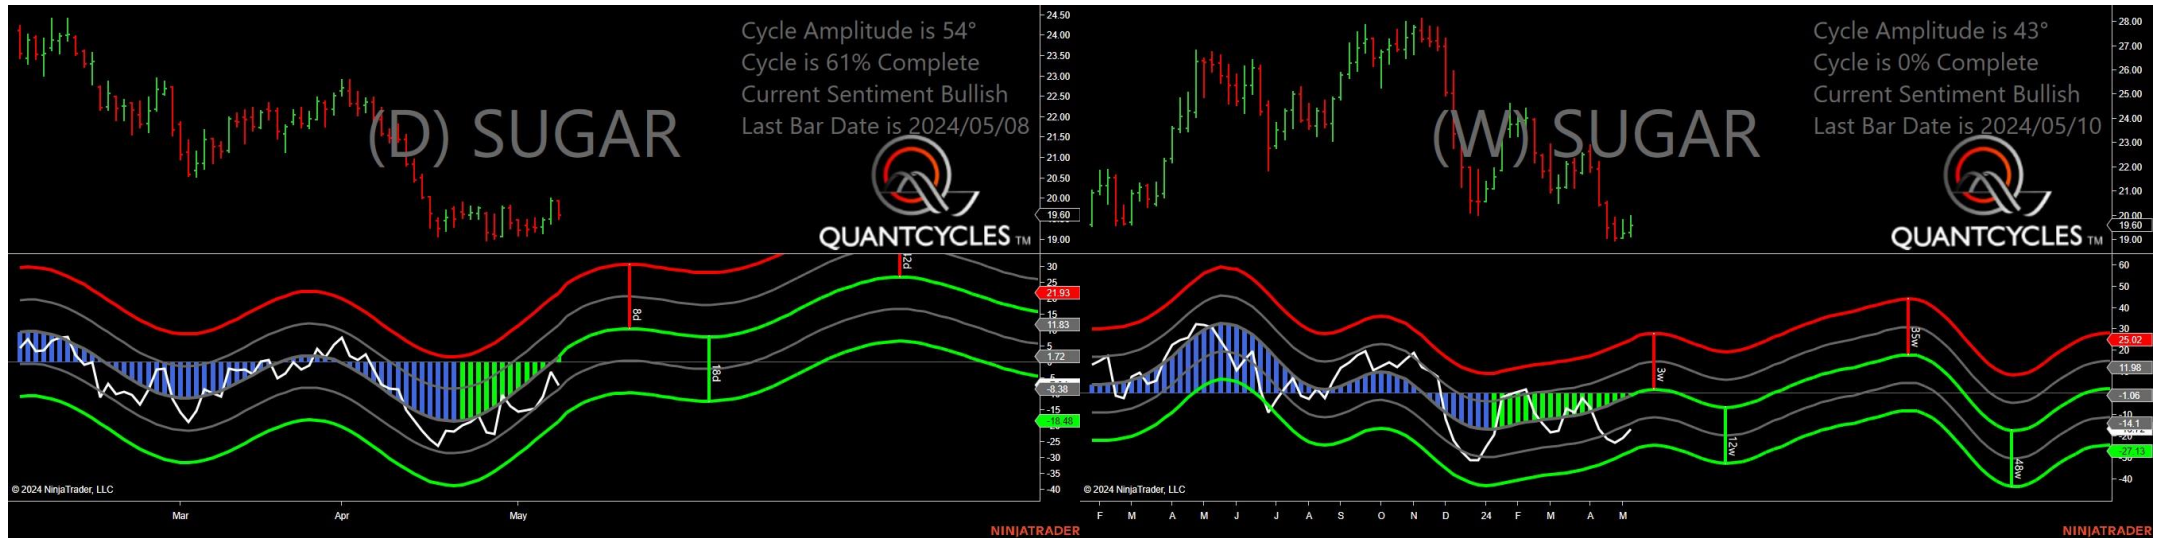 Cycle Amplitude is 54°
Cycle is 61% Complete
Current Sentiment Bullish
Last Bar Date is 2024/05/08
(D) SUGAR
QUANTCYCLES TM
24.50
24.00
23.50
23.00
22.50
22.00
21.50
21.00
20.50
20.00
19.60
19.00
12d
8d
18d
30
25
21.93
15
11.83
5
1.72
-8.38
-15
-18.48
-25
-30
-35
-40
© 2024 NinjaTrader, LLC
Mar
Apr
May
NINJATRADER
Cycle Amplitude is 43°
Cycle is 0% Complete
Current Sentiment Bullish
Last Bar Date is 2024/05/10
(W) SUGAR
QUANTCYCLES TM
28.00
27.00
26.00
25.00
24.00
23.00
22.00
21.00
20.00
19.60
19.00
3w
12w
48w
60
50
40
30
25.02
20
11.98
-1.06
-10
-14.1
-20
-27.13
-40
© 2024 NinjaTrader, LLC
F M A M J J A S O N D 24 F M A M
NINJATRADER